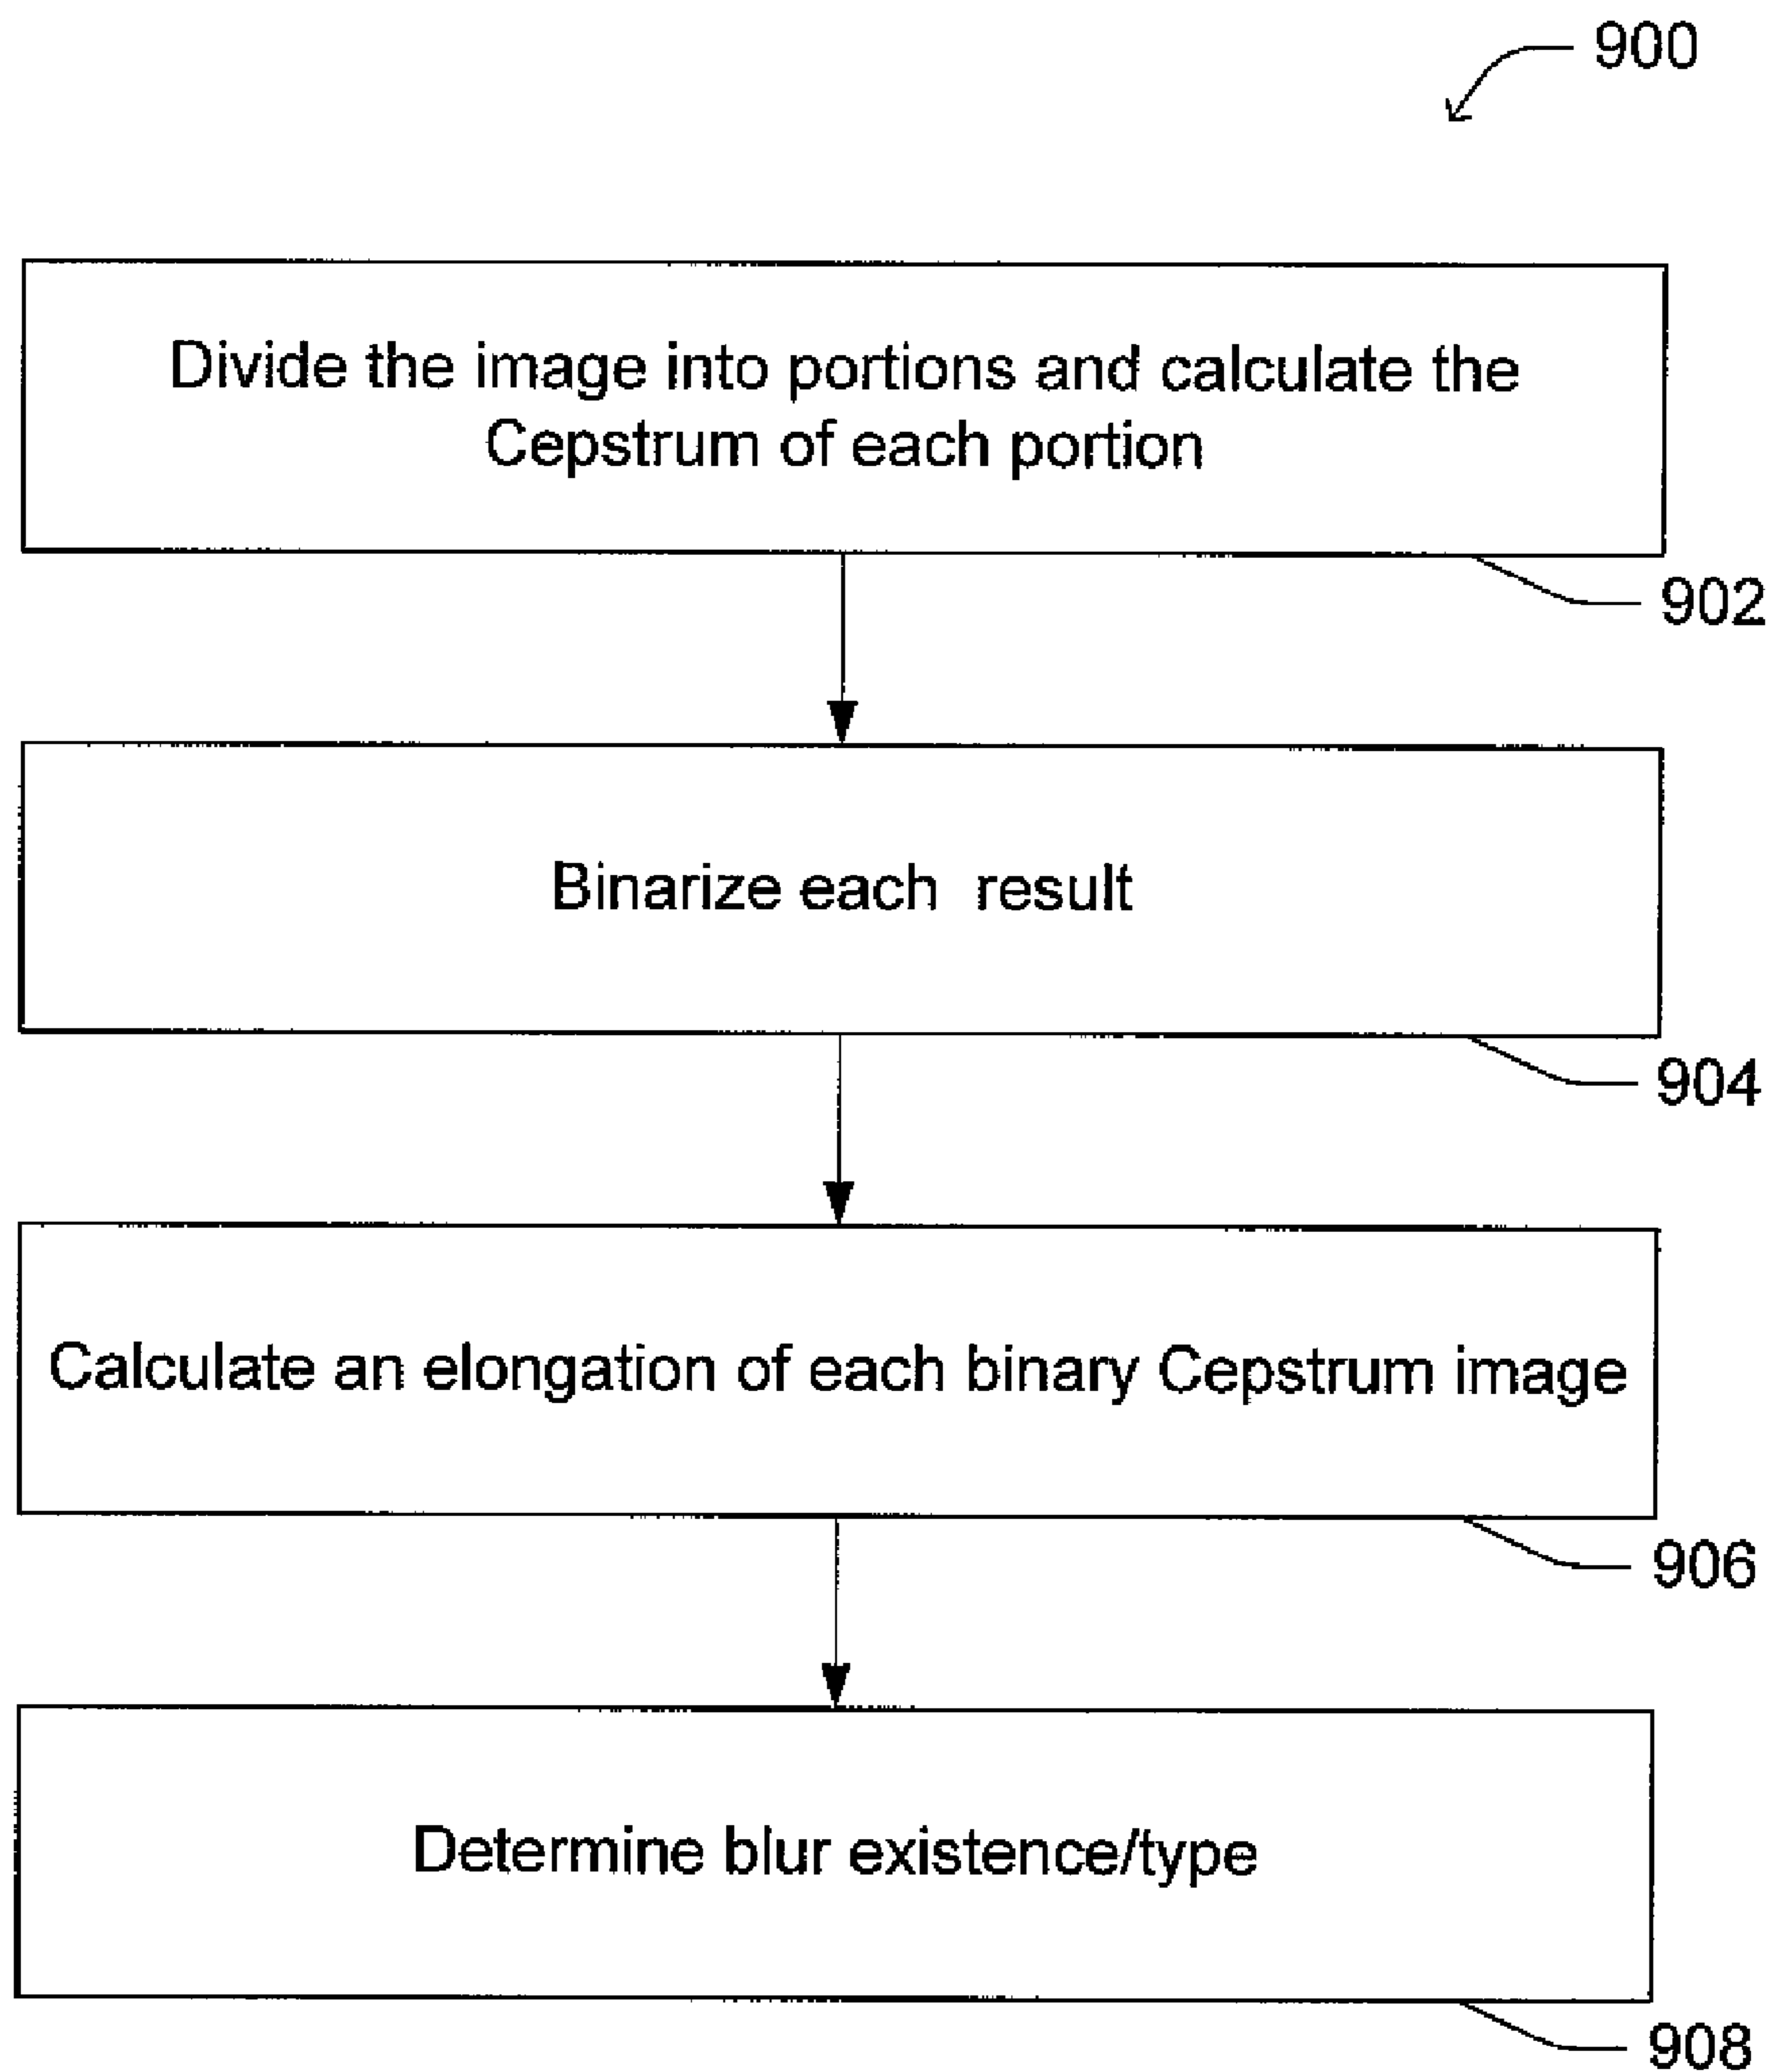 900
Divide the image into portions and calculate the
Cepstrum of each portion
902
Binarize each result
904
Calculate an elongation of each binary Cepstrum image
906
Determine blur existence/type
908